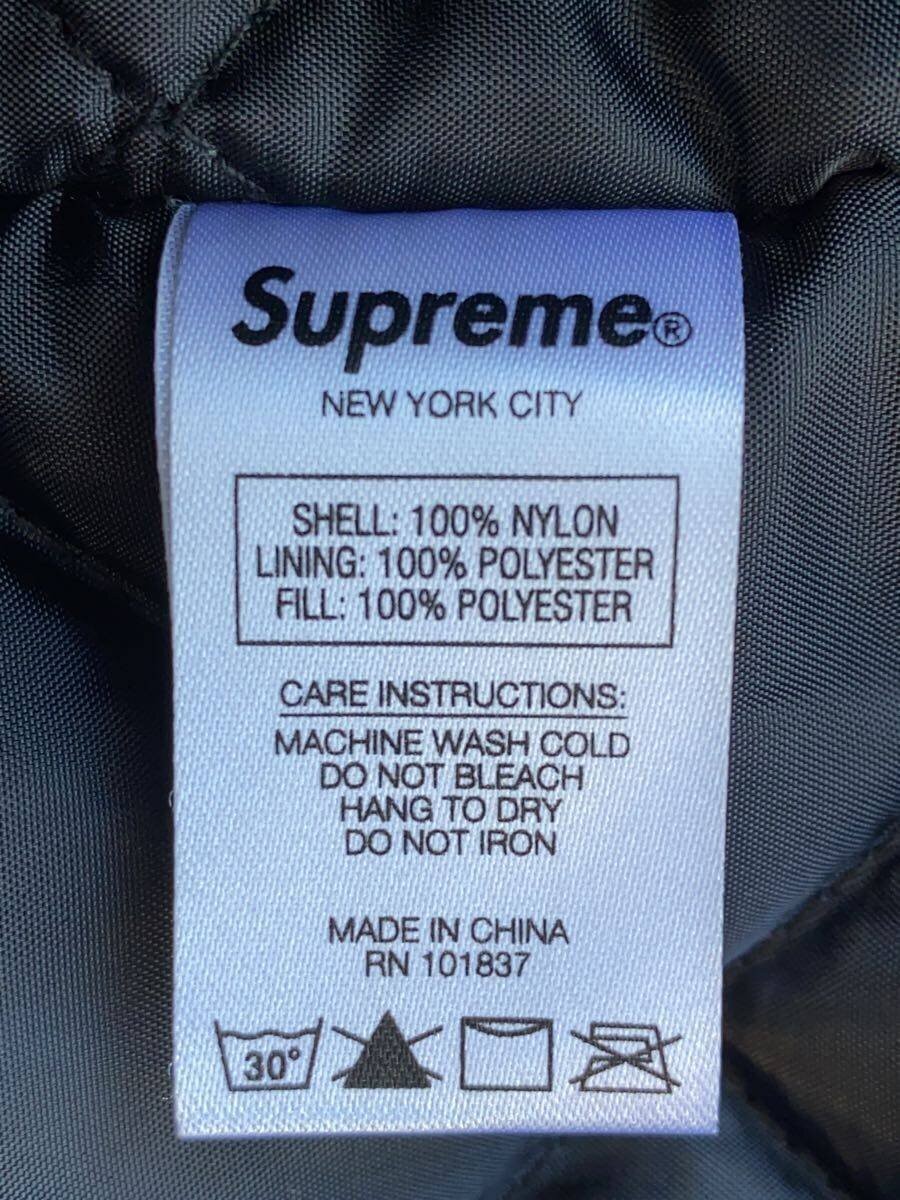 Supreme®
NEW YORK CITY
SHELL: 100% NYLON
LINING: 100% POLYESTER
FILL: 100% POLYESTER
CARE INSTRUCTIONS:
MACHINE WASH COLD
DO NOT BLEACH
HANG TO DRY
DO NOT IRON
MADE IN CHINA
RN 101837
30°